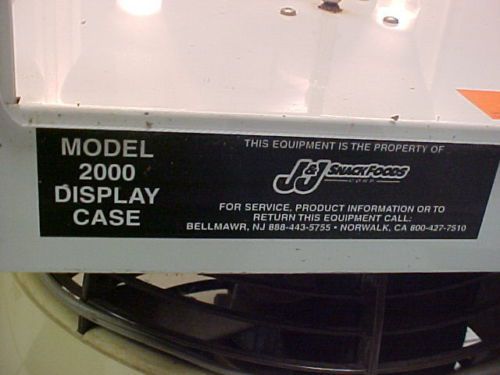 MODEL
2000
DISPLAY
CASE
THIS EQUIPMENT IS THE PROPERTY OF
J&J SNACK FOODS
CORP.
FOR SERVICE, PRODUCT INFORMATION OR TO
RETURN THIS EQUIPMENT CALL:
BELLMAWR, NJ 888-443-5755 • NORWALK, CA 800-427-7510